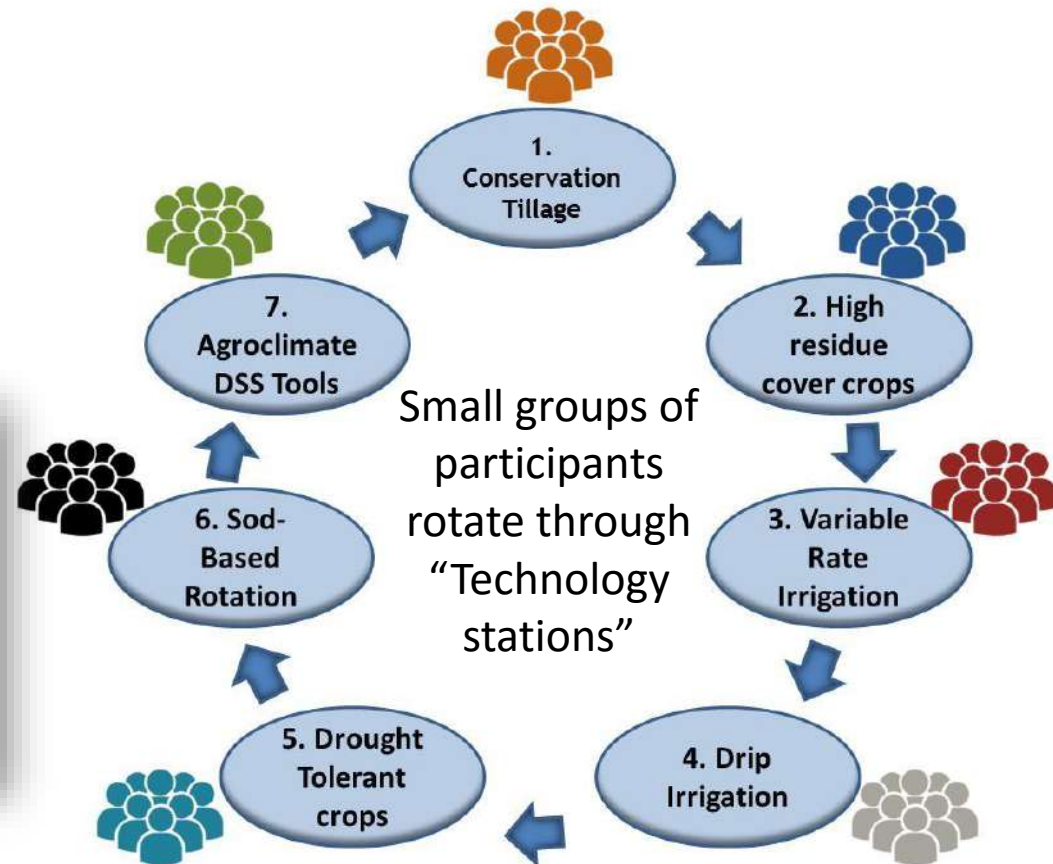 1.
Conservation
Tillage
2. High
residue
cover crops
3. Variable
Rate
Irrigation
4. Drip
Irrigation
5. Drought
Tolerant
crops
6. Sod-
Based
Rotation
7.
Agroclimate
DSS Tools
Small groups of
participants
rotate through
“Technology
stations”